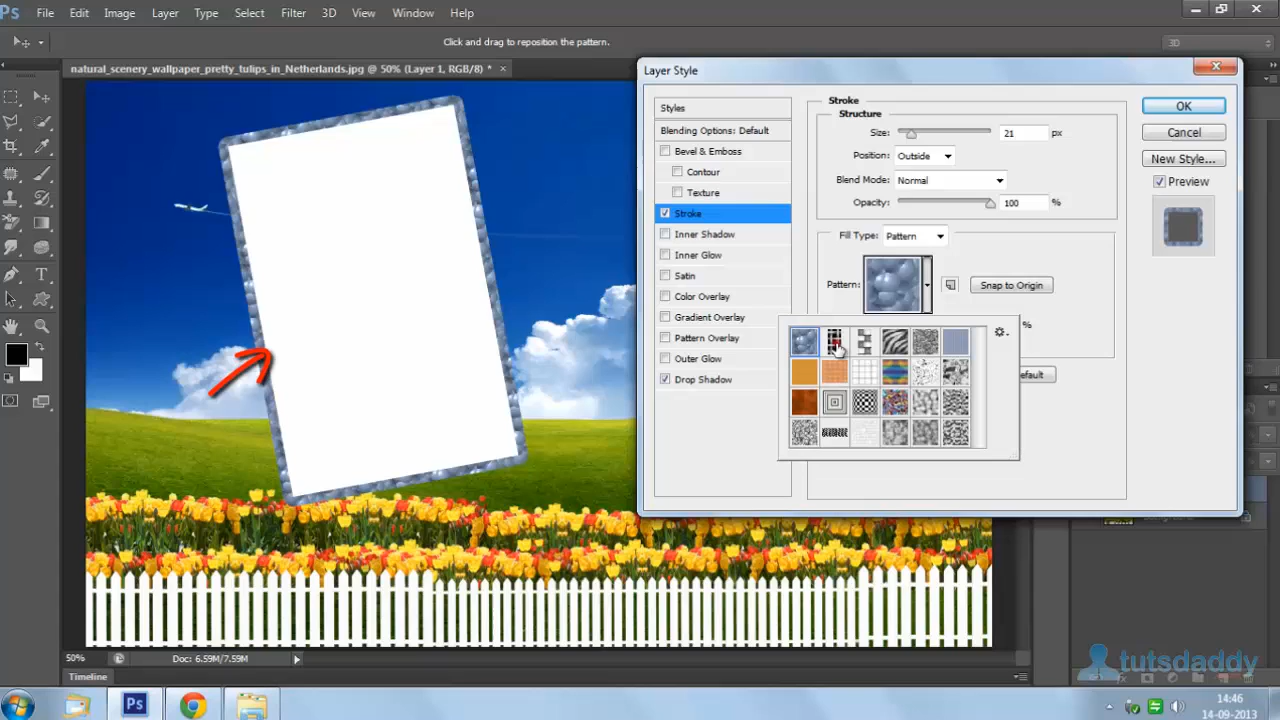 Ps File Edit Image Layer Type Select Filter 3D View Window Help
Click and drag to reposition the pattern.
3D
natural_scenery_wallpaper_pretty_tulips_in_Netherlands.jpg @ 50% (Layer 1, RGB/8) *
Layer Style
Styles
Blending Options: Default
Bevel & Emboss
Contour
Texture
Stroke
Inner Shadow
Inner Glow
Satin
Color Overlay
Gradient Overlay
Pattern Overlay
Outer Glow
Drop Shadow
Stroke
Structure
Size: 21 px
Position: Outside
Blend Mode: Normal
Opacity: 100 %
Fill Type: Pattern
Pattern:
Snap to Origin
%
OK
Cancel
New Style...
Preview
T
50%
Doc: 6.59M/7.59M
Timeline
tutsdaddy
Ps
14:46
14-09-2013